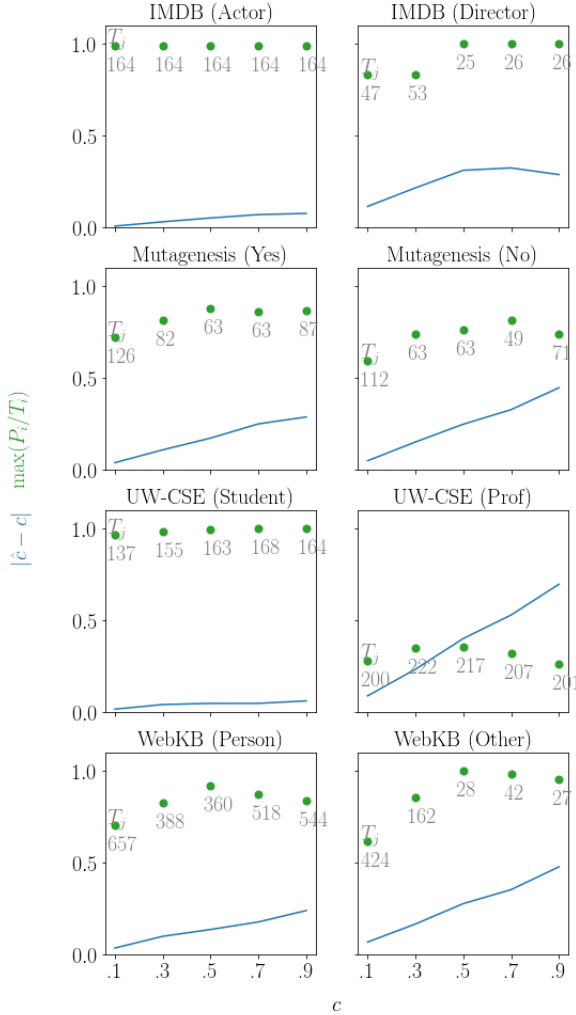 IMDB (Actor)
IMDB (Director)
1.0
T_j
164 164 164 164 164
T_j
47 53 25 26 26
0.5
0.0
Mutagenesis (Yes)
Mutagenesis (No)
1.0
T_j
126 82 63 63 87
T_j
112 63 63 49 71
0.5
0.0
|ĉ − c| max(P_i/T_i)
UW-CSE (Student)
UW-CSE (Prof)
1.0
T_j
137 155 163 168 164
0.5
T_j
200 222 217 207 201
0.0
WebKB (Person)
WebKB (Other)
1.0
T_j
657 388 360 518 544
T_j
424 162 28 42 27
0.5
0.0
.1 .3 .5 .7 .9
.1 .3 .5 .7 .9
c